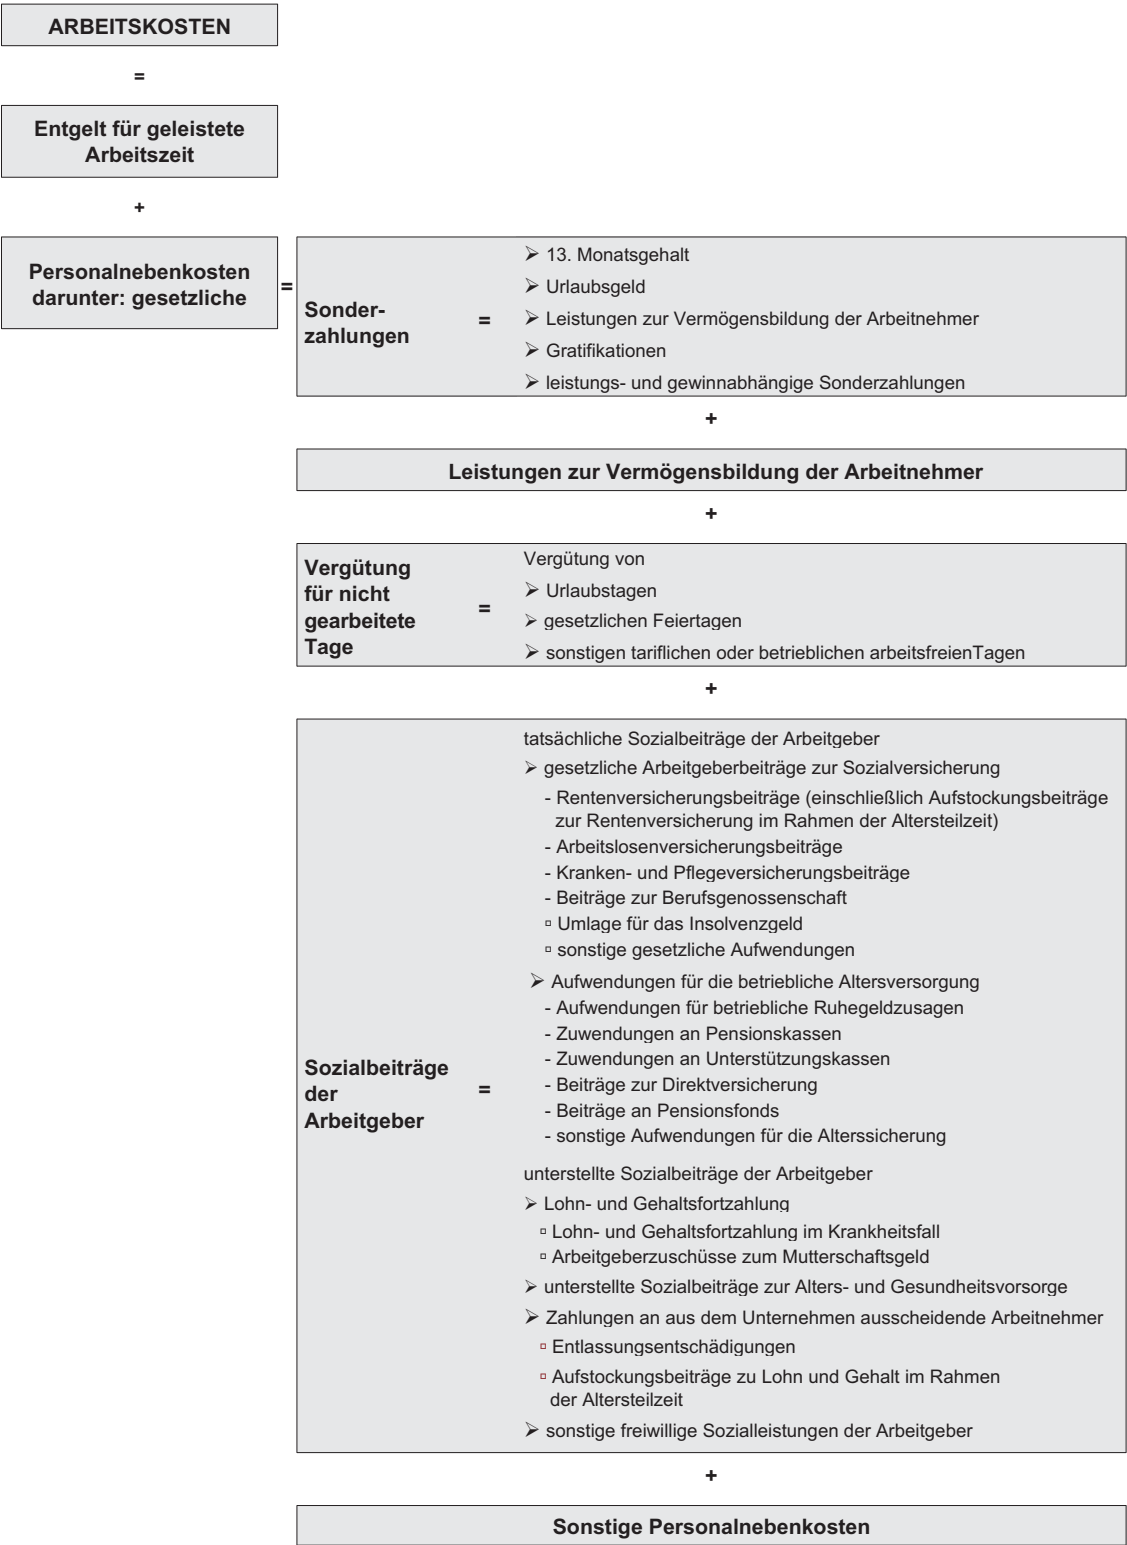 ARBEITSKOSTEN
=
Entgelt für geleistete
Arbeitszeit
+
Personalnebenkosten
darunter: gesetzliche
=
Sonder-
zahlungen
=
➢ 13. Monatsgehalt
➢ Urlaubsgeld
➢ Leistungen zur Vermögensbildung der Arbeitnehmer
➢ Gratifikationen
➢ leistungs- und gewinnabhängige Sonderzahlungen
+
Leistungen zur Vermögensbildung der Arbeitnehmer
+
Vergütung
für nicht
gearbeitete
Tage
=
Vergütung von
➢ Urlaubstagen
➢ gesetzlichen Feiertagen
➢ sonstigen tariflichen oder betrieblichen arbeitsfreienTagen
+
Sozialbeiträge
der
Arbeitgeber
=
tatsächliche Sozialbeiträge der Arbeitgeber
➢ gesetzliche Arbeitgeberbeiträge zur Sozialversicherung
- Rentenversicherungsbeiträge (einschließlich Aufstockungsbeiträge
zur Rentenversicherung im Rahmen der Altersteilzeit)
- Arbeitslosenversicherungsbeiträge
- Kranken- und Pflegeversicherungsbeiträge
- Beiträge zur Berufsgenossenschaft
▫ Umlage für das Insolvenzgeld
▫ sonstige gesetzliche Aufwendungen
➢ Aufwendungen für die betriebliche Altersversorgung
- Aufwendungen für betriebliche Ruhegeldzusagen
- Zuwendungen an Pensionskassen
- Zuwendungen an Unterstützungskassen
- Beiträge zur Direktversicherung
- Beiträge an Pensionsfonds
- sonstige Aufwendungen für die Alterssicherung
unterstellte Sozialbeiträge der Arbeitgeber
➢ Lohn- und Gehaltsfortzahlung
▫ Lohn- und Gehaltsfortzahlung im Krankheitsfall
▫ Arbeitgeberzuschüsse zum Mutterschaftsgeld
➢ unterstellte Sozialbeiträge zur Alters- und Gesundheitsvorsorge
➢ Zahlungen an aus dem Unternehmen ausscheidende Arbeitnehmer
▫ Entlassungsentschädigungen
▫ Aufstockungsbeiträge zu Lohn und Gehalt im Rahmen
der Altersteilzeit
➢ sonstige freiwillige Sozialleistungen der Arbeitgeber
+
Sonstige Personalnebenkosten